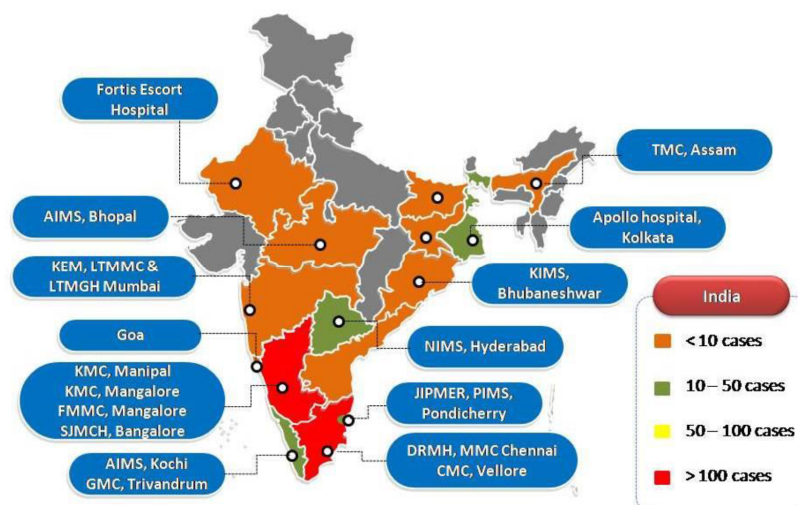 Fortis Escort
Hospital
TMC, Assam
AIMS, Bhopal
Apollo hospital,
Kolkata
KEM, LTMMC &
LTMGH Mumbai
KIMS,
Bhubaneshwar
India
Goa
NIMS, Hyderabad
< 10 cases
KMC, Manipal
KMC, Mangalore
FMMC, Mangalore
SJMCH, Bangalore
JIPMER, PIMS,
Pondicherry
10 – 50 cases
50 – 100 cases
AIMS, Kochi
GMC, Trivandrum
DRMH, MMC Chennai
CMC, Vellore
> 100 cases